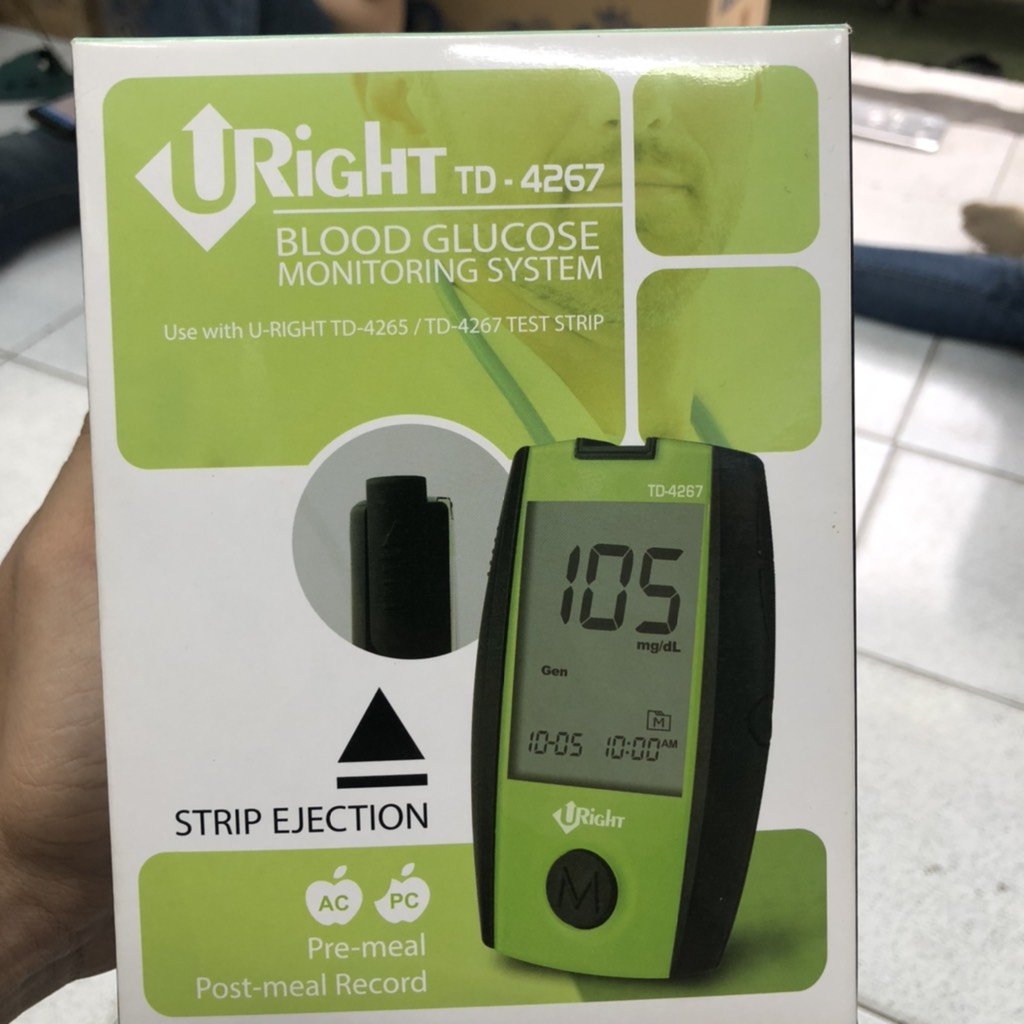 URIGHT TD-4267
BLOOD GLUCOSE
MONITORING SYSTEM
Use with U-RIGHT TD-4265 / TD-4267 TEST STRIP
TD-4267
105
mg/dL
Gen
M
10-05 10:00AM
URIGHT
M
STRIP EJECTION
AC PC
Pre-meal
Post-meal Record